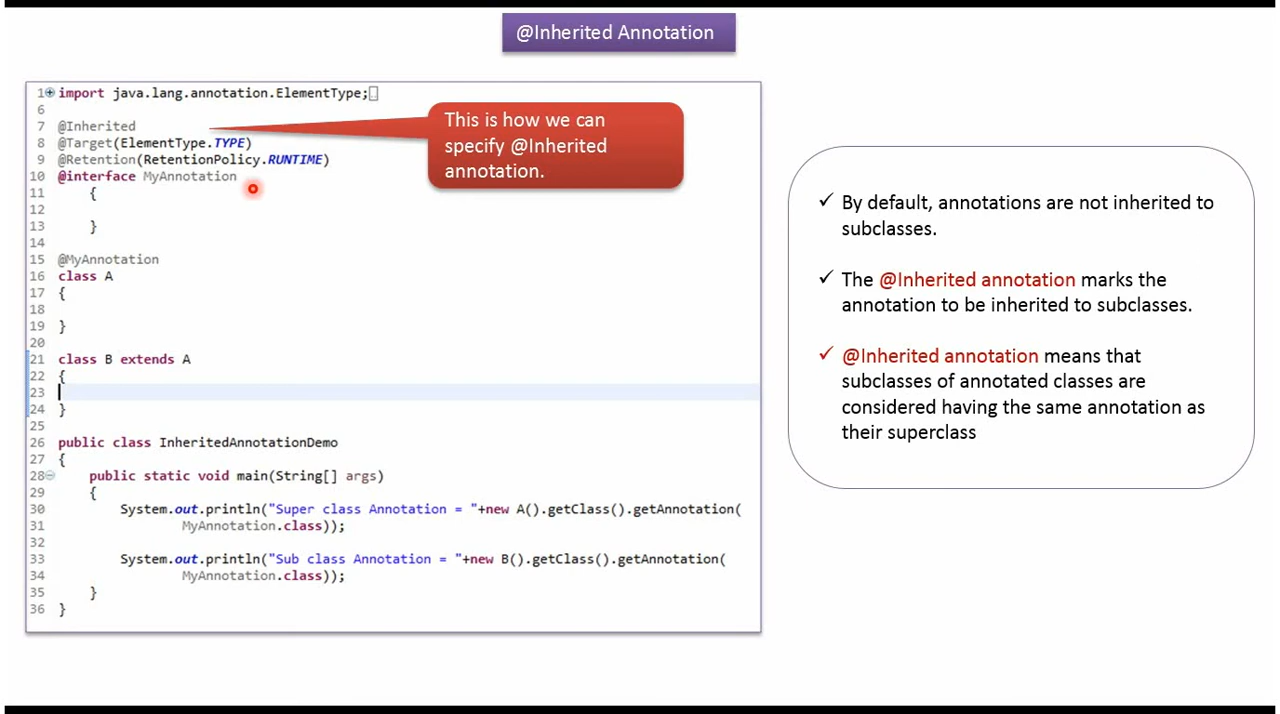 @Inherited Annotation
1 import java.lang.annotation.ElementType;
6
7 @Inherited
8 @Target(ElementType.TYPE)
9 @Retention(RetentionPolicy.RUNTIME)
10 @interface MyAnnotation
11 {
12
13 }
14
15 @MyAnnotation
16 class A
17 {
18
19 }
20
21 class B extends A
22 {
23
24 }
25
26 public class InheritedAnnotationDemo
27 {
28 public static void main(String[] args)
29 {
30 System.out.println("Super class Annotation = "+new A().getClass().getAnnotation(
31 MyAnnotation.class));
32
33 System.out.println("Sub class Annotation = "+new B().getClass().getAnnotation(
34 MyAnnotation.class));
35 }
36 }
This is how we can
specify @Inherited
annotation.
✓ By default, annotations are not inherited to
subclasses.
✓ The @Inherited annotation marks the
annotation to be inherited to subclasses.
✓ @Inherited annotation means that
subclasses of annotated classes are
considered having the same annotation as
their superclass